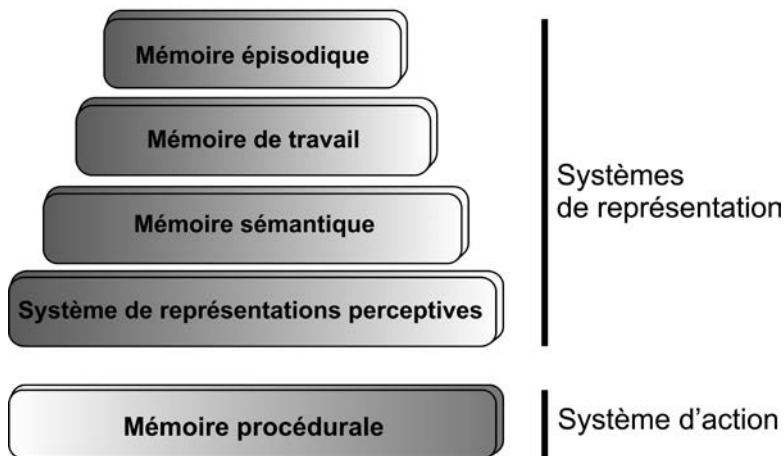 Mémoire épisodique
Mémoire de travail
Mémoire sémantique
Système de représentations perceptives
Systèmes
de représentation
Mémoire procédurale
Système d’action